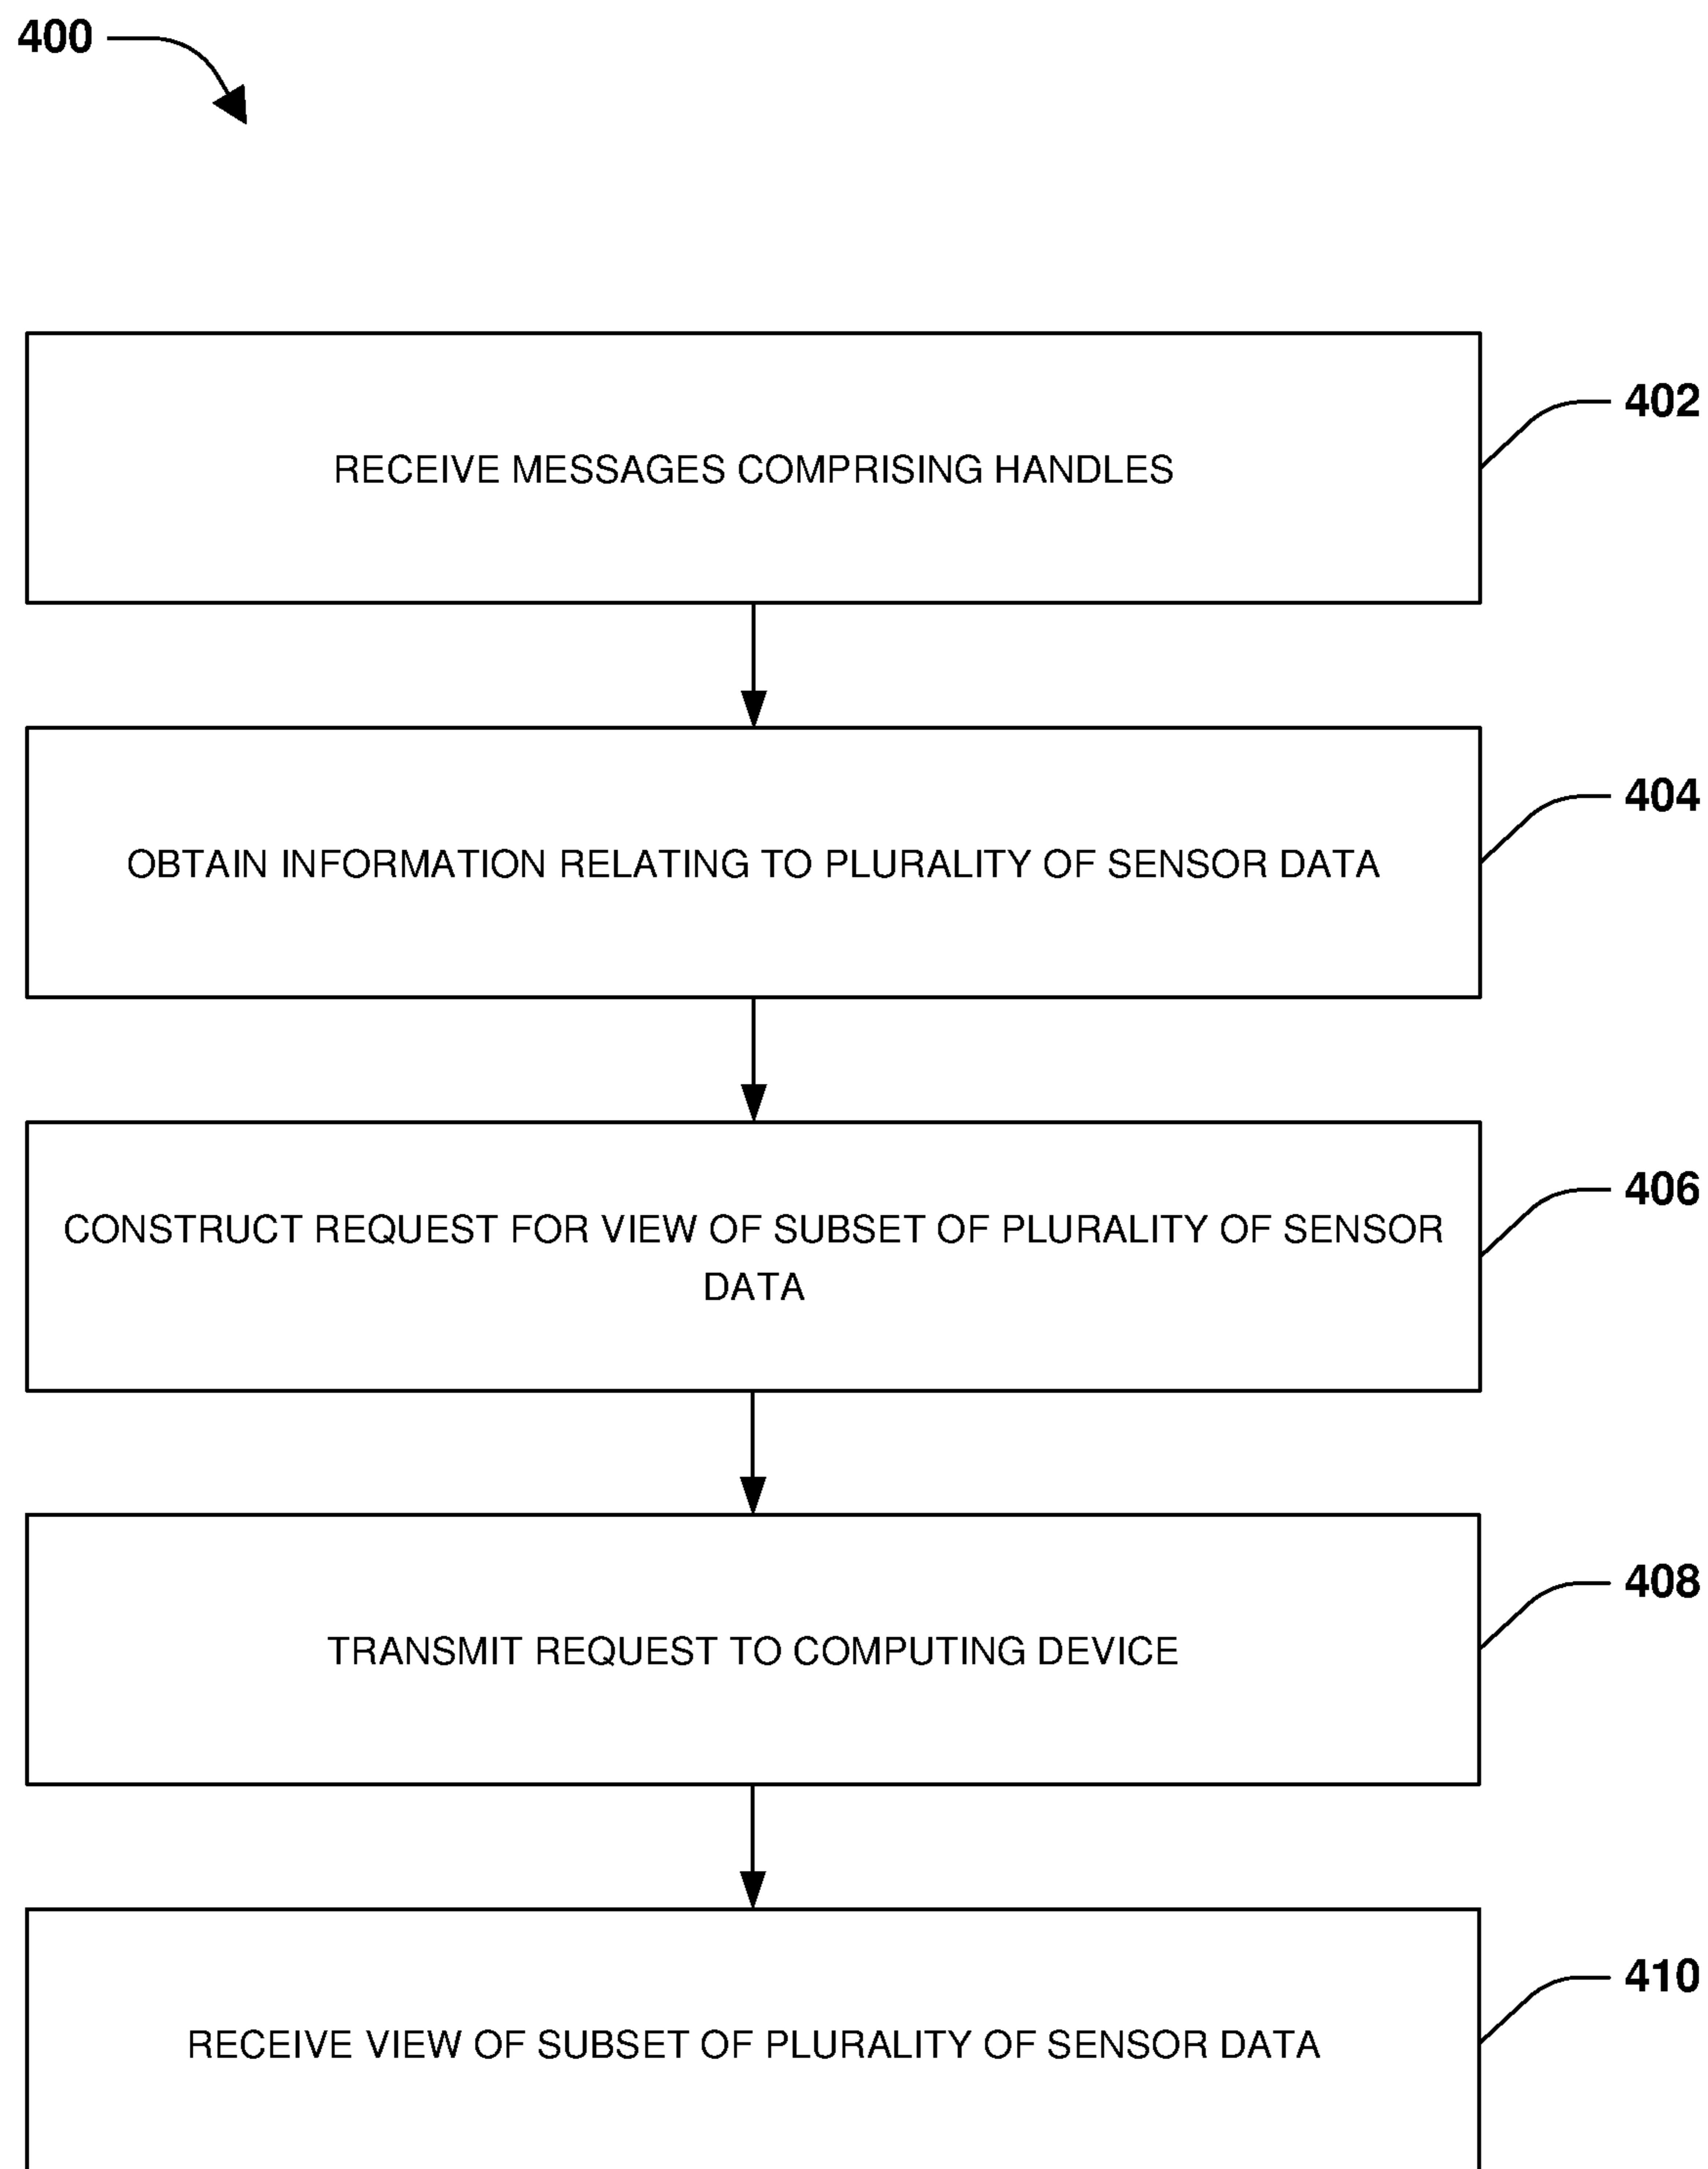 400
RECEIVE MESSAGES COMPRISING HANDLES
402
OBTAIN INFORMATION RELATING TO PLURALITY OF SENSOR DATA
404
CONSTRUCT REQUEST FOR VIEW OF SUBSET OF PLURALITY OF SENSOR
DATA
406
TRANSMIT REQUEST TO COMPUTING DEVICE
408
RECEIVE VIEW OF SUBSET OF PLURALITY OF SENSOR DATA
410